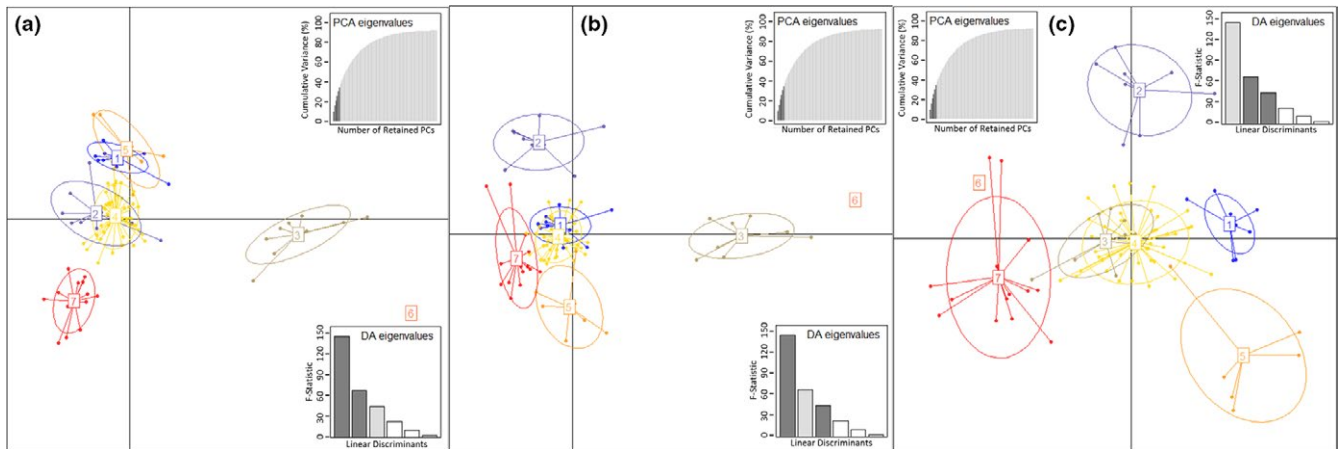 (a)
PCA eigenvalues
Cumulative Variance [%]
0 20 40 60 80 100
Number of Retained PCs
5
1
2
4
3
7
6
DA eigenvalues
F-Statistic
0 30 60 90 120 150
Linear Discriminants
(b)
PCA eigenvalues
Cumulative Variance [%]
0 20 40 60 80 100
Number of Retained PCs
2
6
1
3
7
5
DA eigenvalues
F-Statistic
0 30 60 90 120 150
Linear Discriminants
(c)
PCA eigenvalues
Cumulative Variance [%]
0 20 40 60 80 100
Number of Retained PCs
DA eigenvalues
F-Statistic
0 30 60 90 120 150
Linear Discriminants
2
6
1
3
7
5